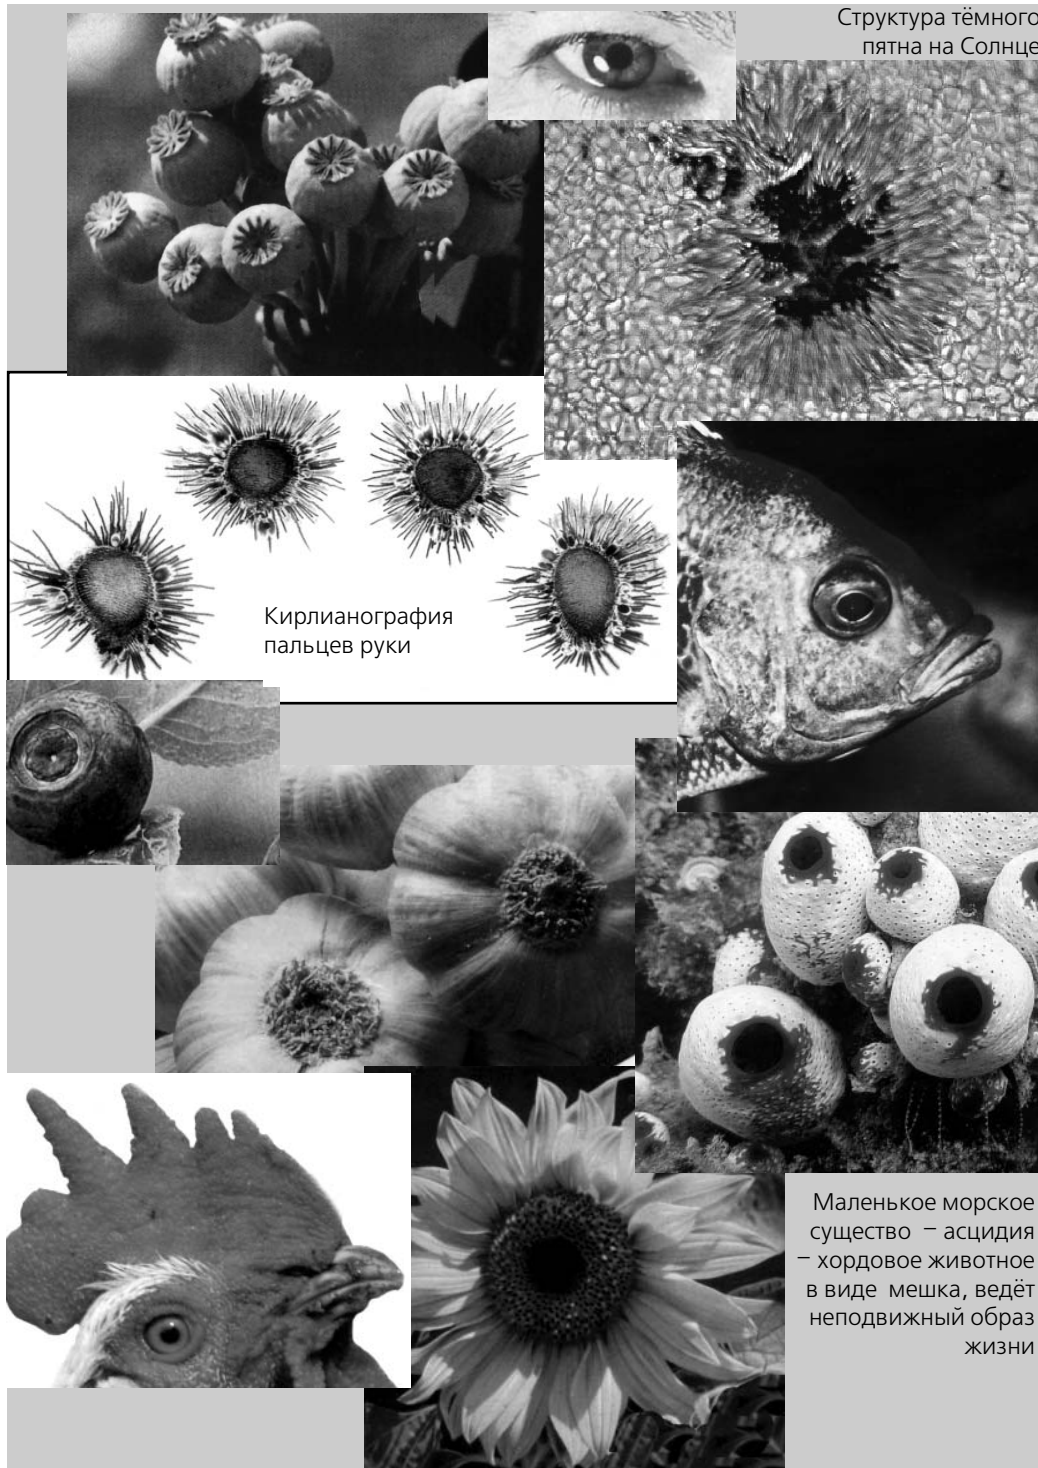 Структура тёмного
пятна на Солнце
Кирлианография
пальцев руки
Маленькое морское
существо – асцидия
– хордовое животное
в виде мешка, ведёт
неподвижный образ
жизни